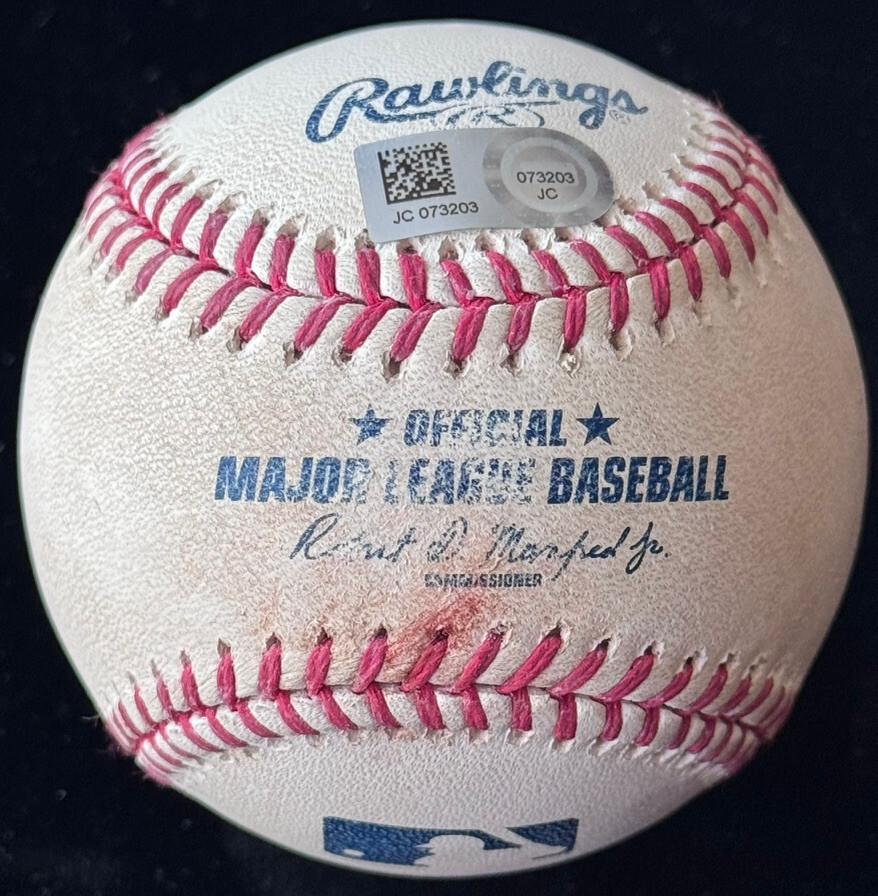 Rawlings
R
JC 073203
073203
JC
OFFICIAL
MAJOR LEAGUE BASEBALL
Robert D. Manfred Jr.
COMMISSIONER